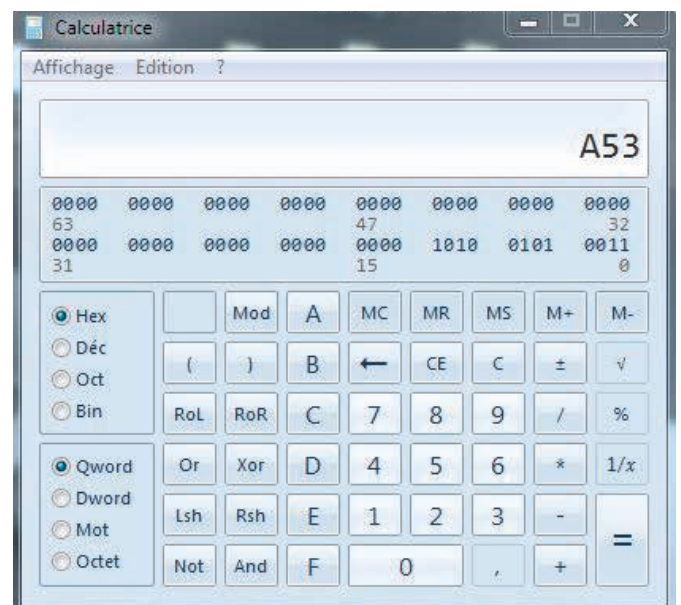 Calculatrice
Affichage Edition ?
A53
0000 0000 0000 0000 0000 0000 0000 0000
63 47 32
0000 0000 0000 0000 0000 1010 0101 0011
31 15 0
Hex Mod A MC MR MS M+ M-
Déc
( ) B ← CE C ± √
Oct
Bin RoL RoR C 7 8 9 / %
Qword Or Xor D 4 5 6 * 1/x
Dword
Lsh Rsh E 1 2 3 - =
Mot
Octet Not And F 0 , +